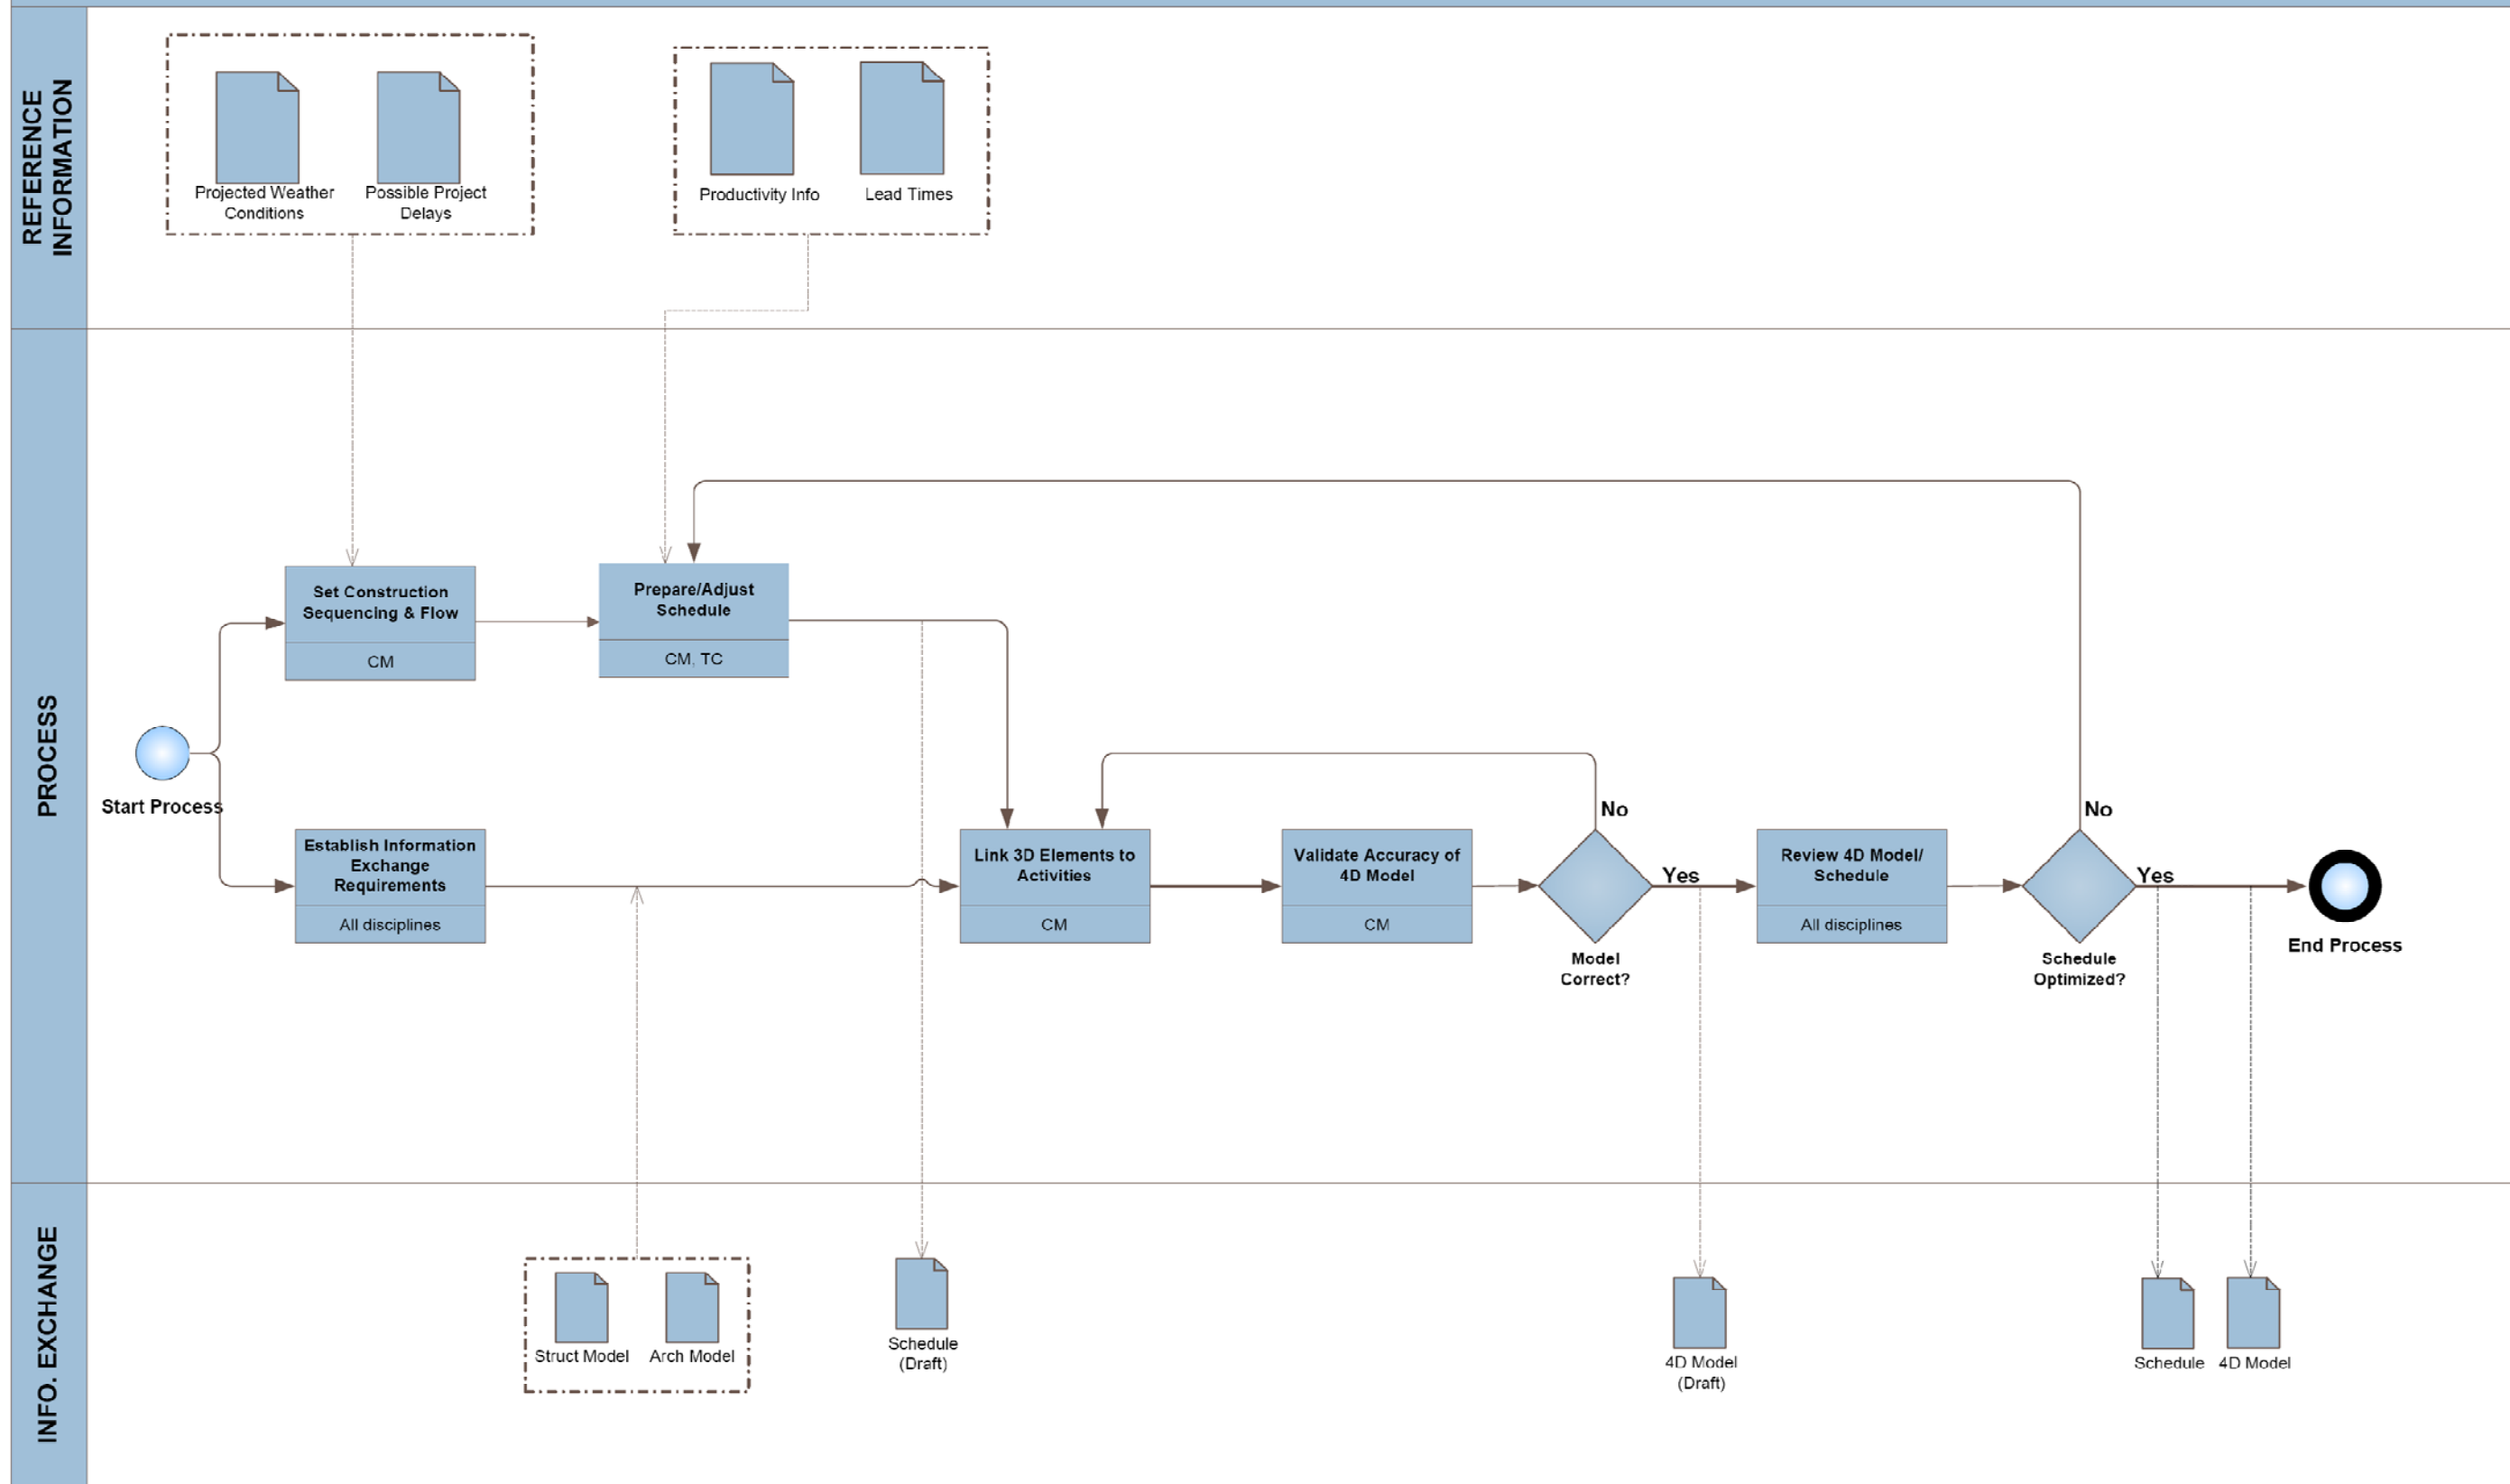 REFERENCE
INFORMATION
Projected Weather
Conditions
Possible Project
Delays
Productivity Info
Lead Times
PROCESS
Start Process
Set Construction
Sequencing & Flow
CM
Prepare/Adjust
Schedule
CM, TC
Establish Information
Exchange
Requirements
All disciplines
Link 3D Elements to
Activities
CM
Validate Accuracy of
4D Model
CM
No
Yes
Model
Correct?
Review 4D Model/
Schedule
All disciplines
No
Yes
Schedule
Optimized?
End Process
INFO. EXCHANGE
Struct Model
Arch Model
Schedule
(Draft)
4D Model
(Draft)
Schedule
4D Model